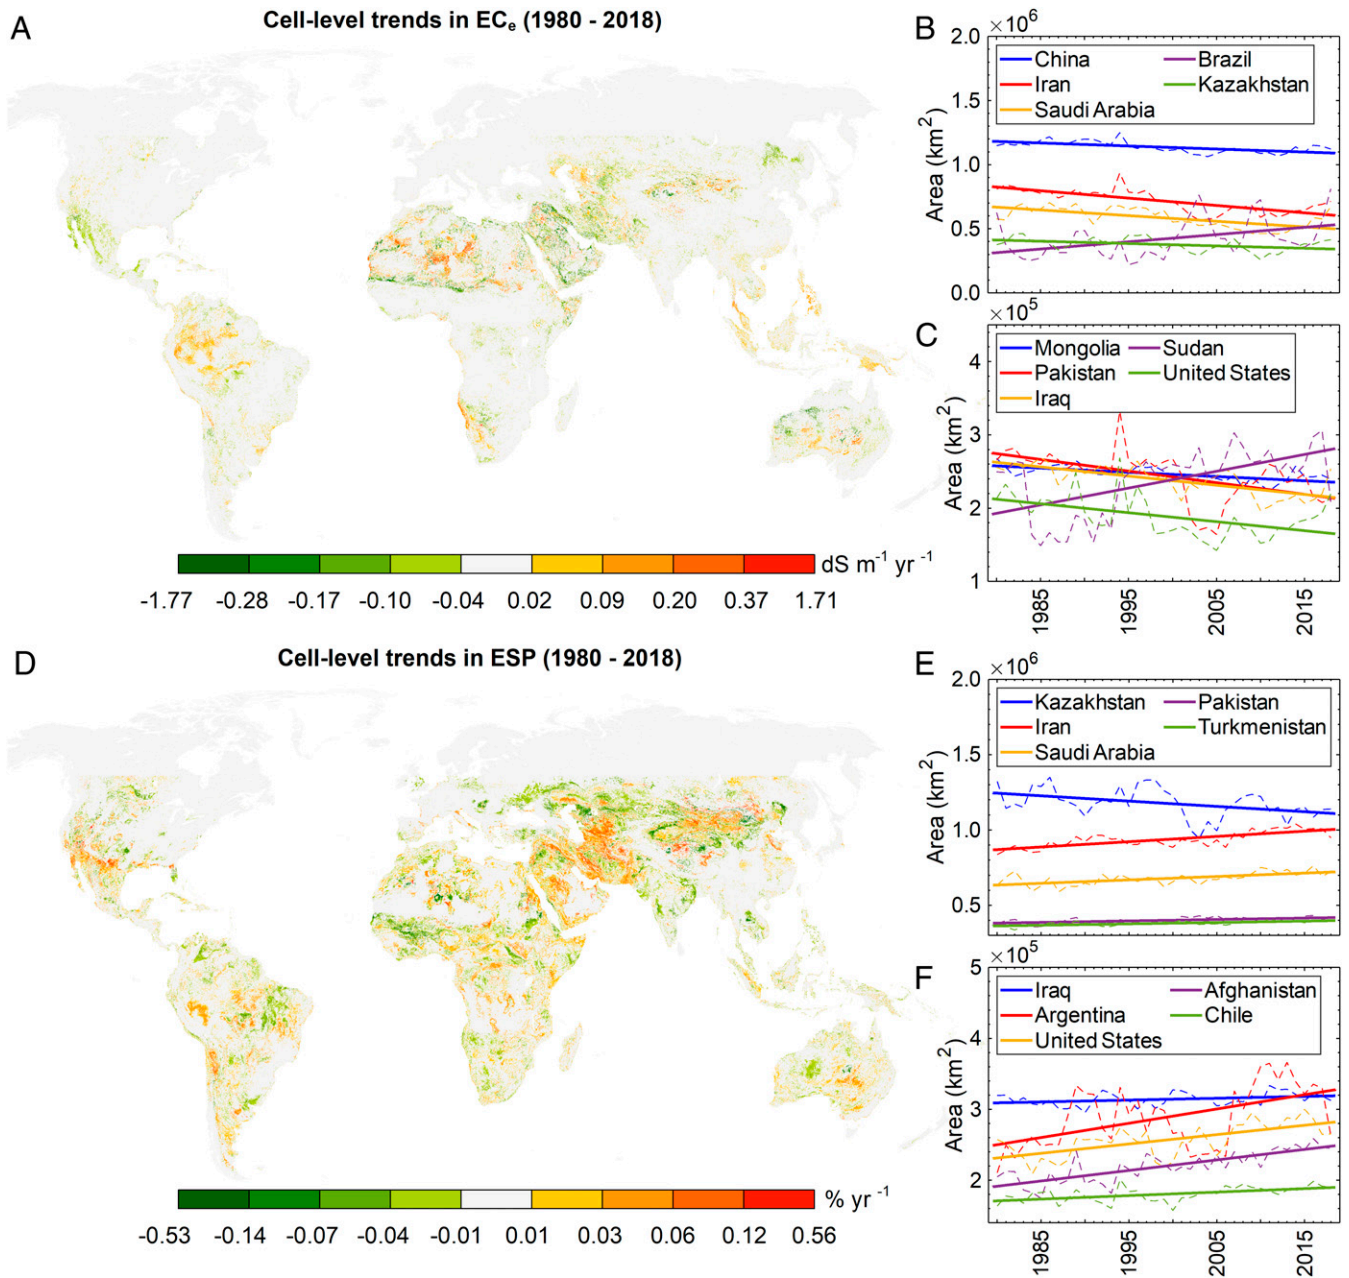 A
Cell-level trends in ECe (1980 - 2018)
dS m-1 yr -1
-1.77 -0.28 -0.17 -0.10 -0.04 0.02 0.09 0.20 0.37 1.71
B
×10^6
2.0
1.5
1.0
0.5
0.0
Area (km2)
China Brazil
Iran Kazakhstan
Saudi Arabia
C
×10^5
4
3
2
1
Area (km2)
Mongolia Sudan
Pakistan United States
Iraq
1985 1995 2005 2015
D
Cell-level trends in ESP (1980 - 2018)
% yr -1
-0.53 -0.14 -0.07 -0.04 -0.01 0.01 0.03 0.06 0.12 0.56
E
×10^6
2.0
1.5
1.0
0.5
Area (km2)
Kazakhstan Pakistan
Iran Turkmenistan
Saudi Arabia
F
×10^5
5
4
3
2
Area (km2)
Iraq Afghanistan
Argentina Chile
United States
1985 1995 2005 2015